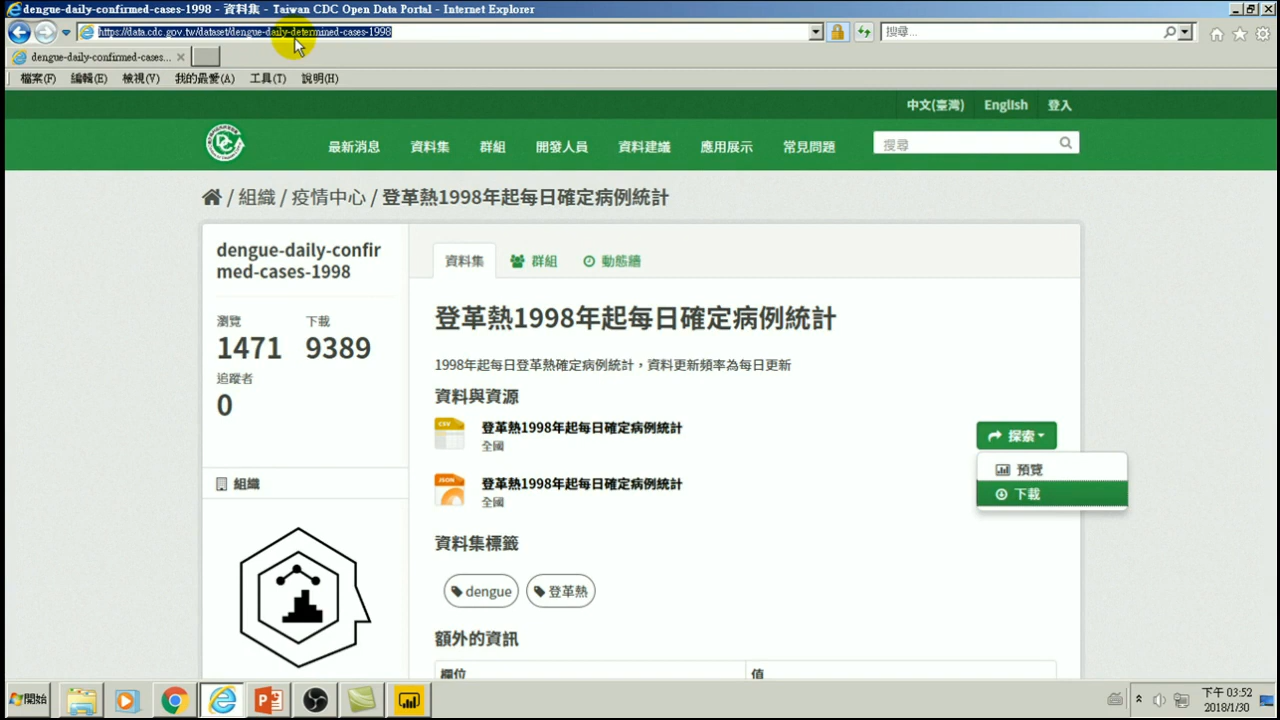 dengue-daily-confirmed-cases-1998 - 資料集 - Taiwan CDC Open Data Portal - Internet Explorer
https://data.cdc.gov.tw/dataset/dengue-daily-determined-cases-1998
搜尋...
dengue-daily-confirmed-cases...
檔案(F) 編輯(E) 檢視(V) 我的最愛(A) 工具(T) 說明(H)
中文(臺灣) English 登入
最新消息 資料集 群組 開發人員 資料建議 應用展示 常見問題 搜尋
/ 組織 / 疫情中心 / 登革熱1998年起每日確定病例統計
dengue-daily-confir
med-cases-1998
瀏覽 下載
1471 9389
追蹤者
0
組織
資料集 群組 動態牆
登革熱1998年起每日確定病例統計
1998年起每日登革熱確定病例統計，資料更新頻率為每日更新
資料與資源
CSV
登革熱1998年起每日確定病例統計
全國
探索
預覽
下載
JSON
登革熱1998年起每日確定病例統計
全國
資料集標籤
dengue 登革熱
額外的資訊
欄位 值
開始
下午 03:52
2018/1/30